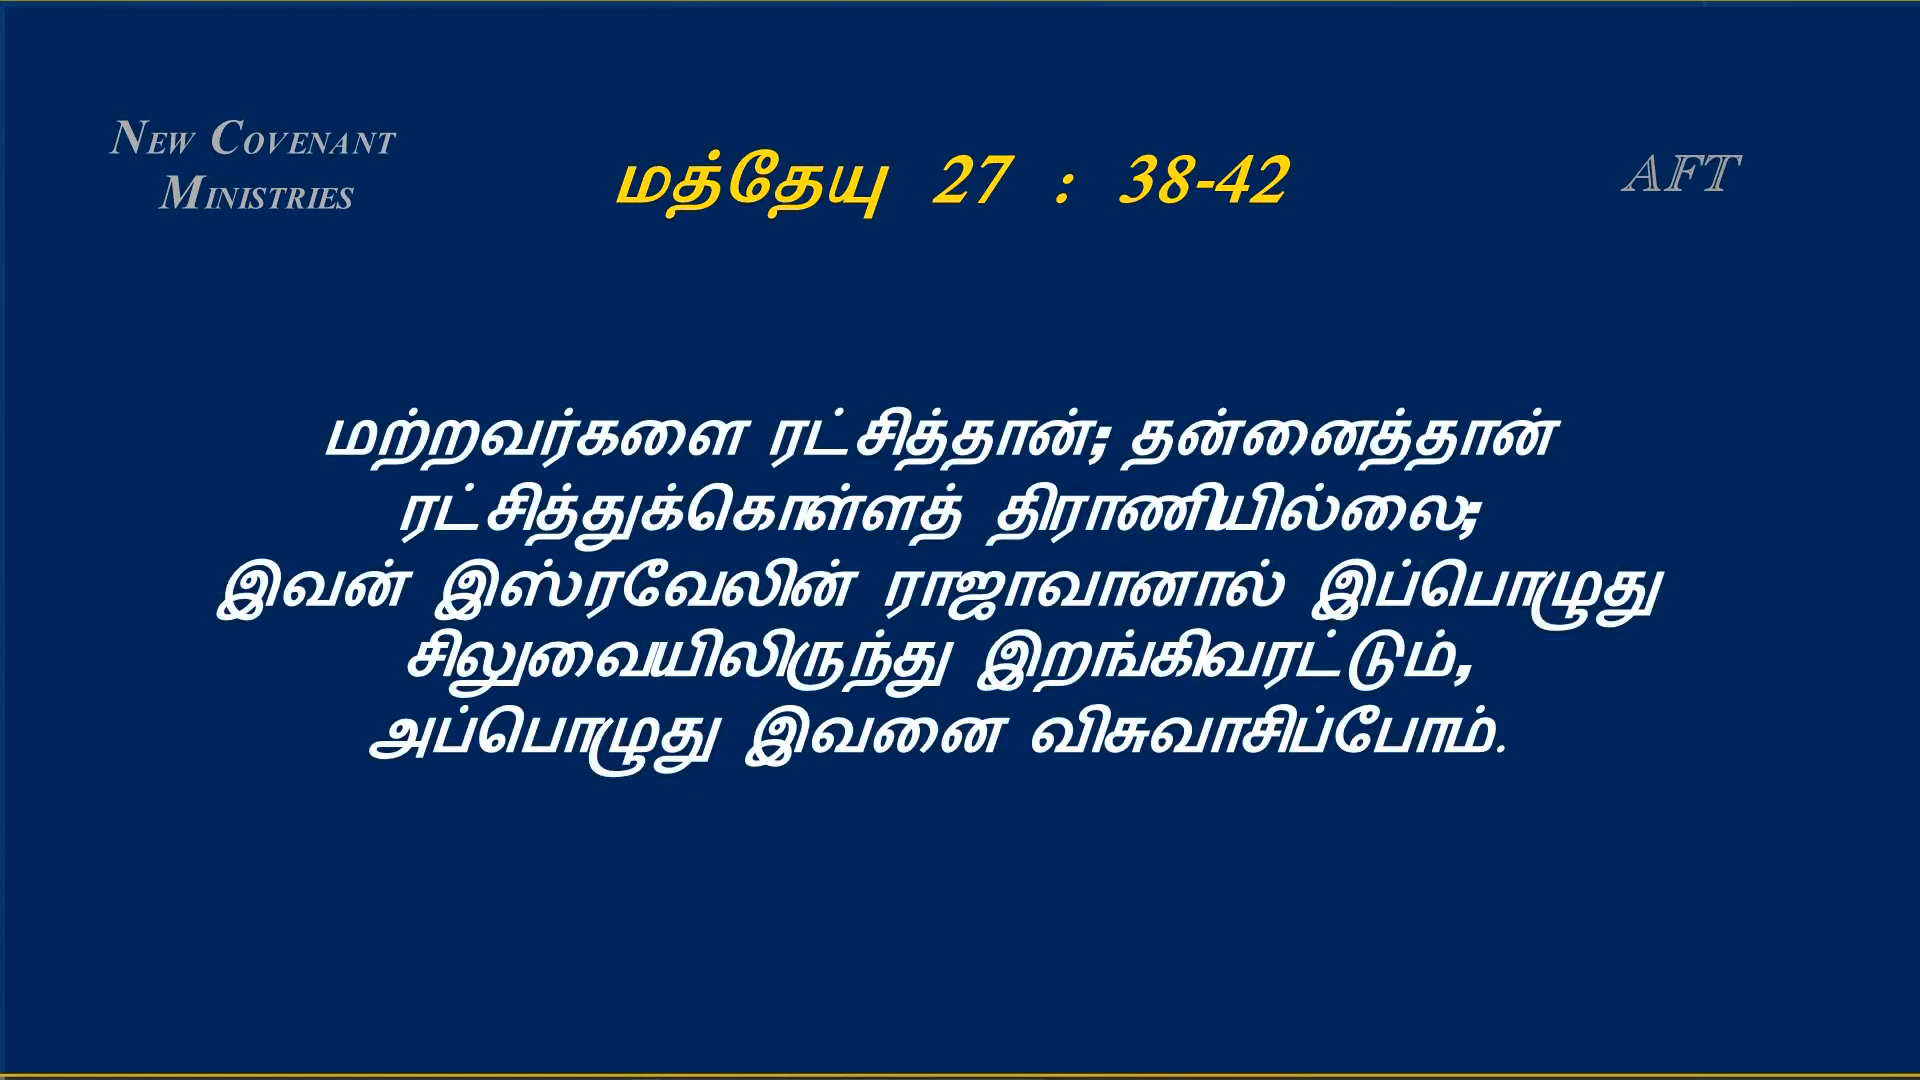 NEW COVENANT
MINISTRIES
மத்தேயு 27 : 38-42
AFT
மற்றவர்களை ரட்சித்தான்; தன்னைத்தான்
ரட்சித்துக்கொள்ளத் திராணியில்லை;
இவன் இஸ்ரவேலின் ராஜாவானால் இப்பொழுது
சிலுவையிலிருந்து இறங்கிவரட்டும்,
அப்பொழுது இவனை விசுவாசிப்போம்.